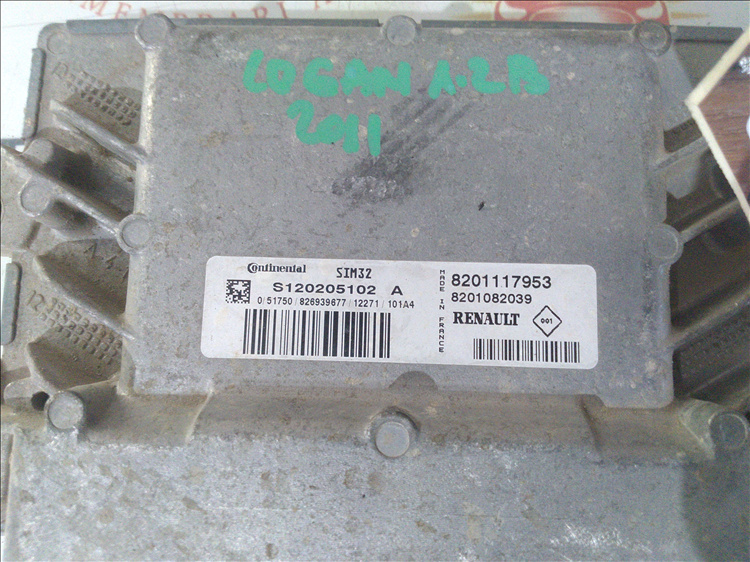 LOGAN 1.2B
2011
Continental SIM32
S120205102 A
0/51750/826939677/12271/101A4
MADE IN FRANCE
8201117953
8201082039
RENAULT 001